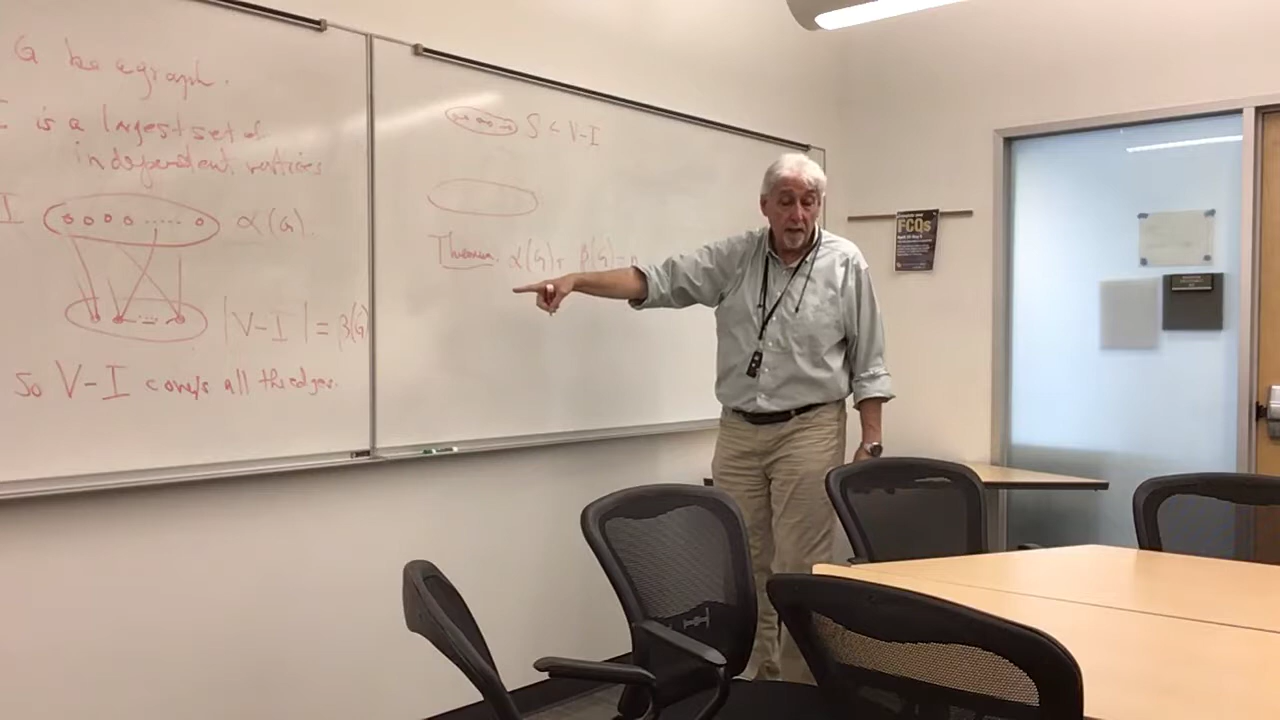 G be a graph.
I is a largest set of
independent vertices
I α(G).
|V-I| = β(G)
So V-I covers all the edges.
S < V-I
Theorem. α(G) + β(G) = n
FCQs